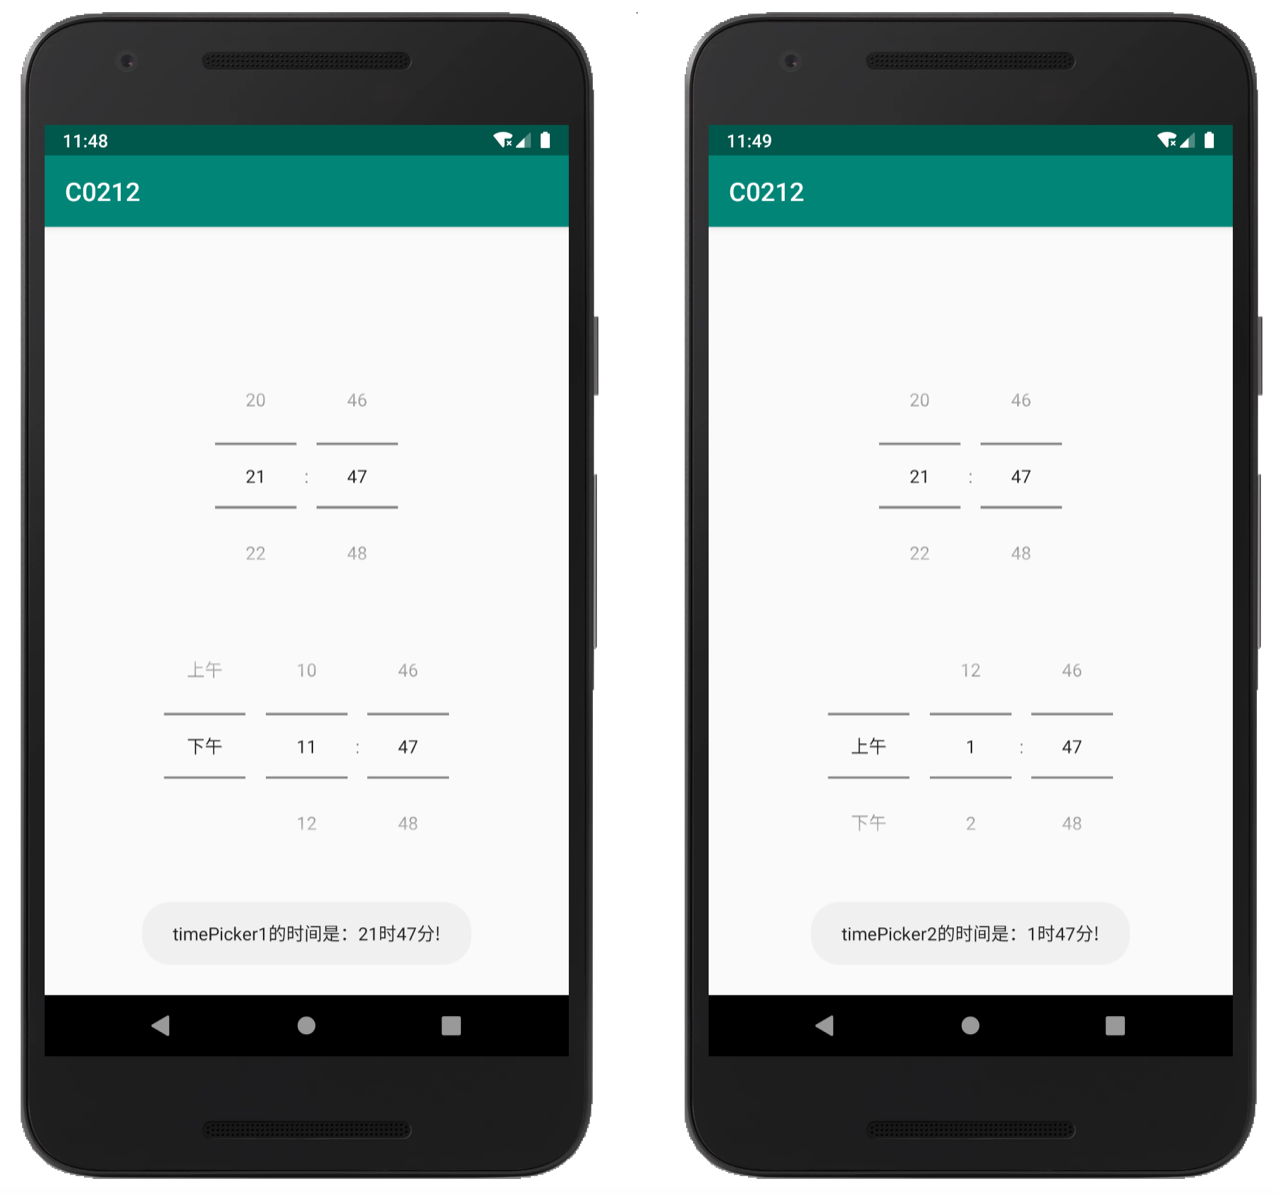 11:48
C0212
20 46
21 : 47
22 48
上午 10 46
下午 11 : 47
12 48
timePicker1的时间是：21时47分!
11:49
C0212
20 46
21 : 47
22 48
12 46
上午 1 : 47
下午 2 48
timePicker2的时间是：1时47分!